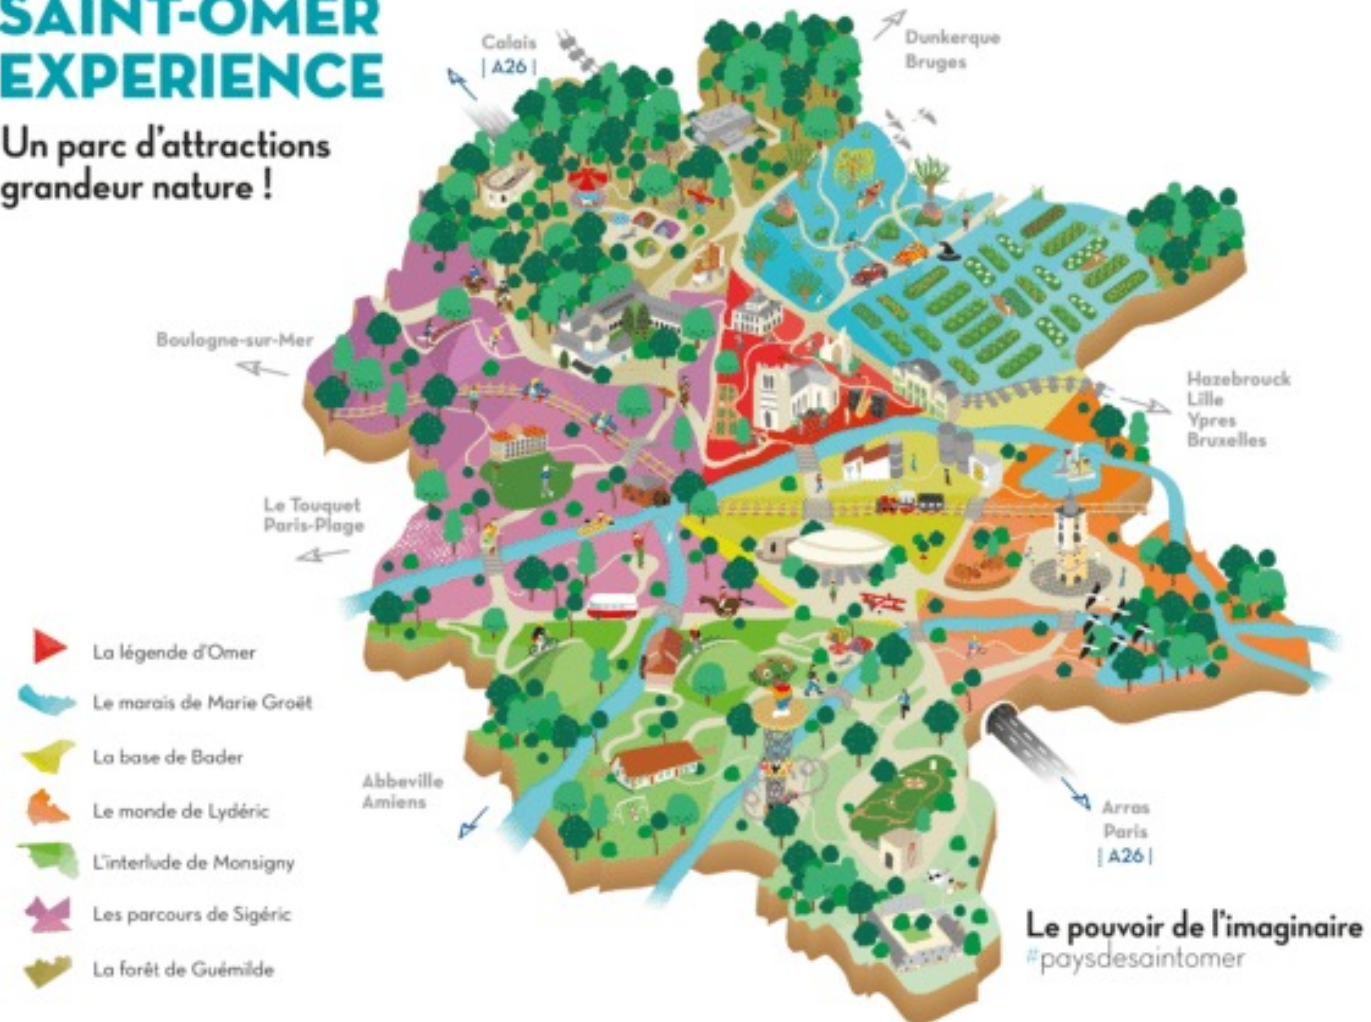 SAINT-OMER
EXPERIENCE
Un parc d'attractions
grandeur nature !
Calais
| A26 |
Dunkerque
Bruges
Boulogne-sur-Mer
Hazebrouck
Lille
Ypres
Bruxelles
Le Touquet
Paris-Plage
La légende d'Omer
Le marais de Marie Groët
La base de Bader
Le monde de Lydéric
L'interlude de Monsigny
Les parcours de Sigéric
La forêt de Guémilde
Abbeville
Amiens
Arras
Paris
| A26 |
Le pouvoir de l'imaginaire
#paysdesaintomer